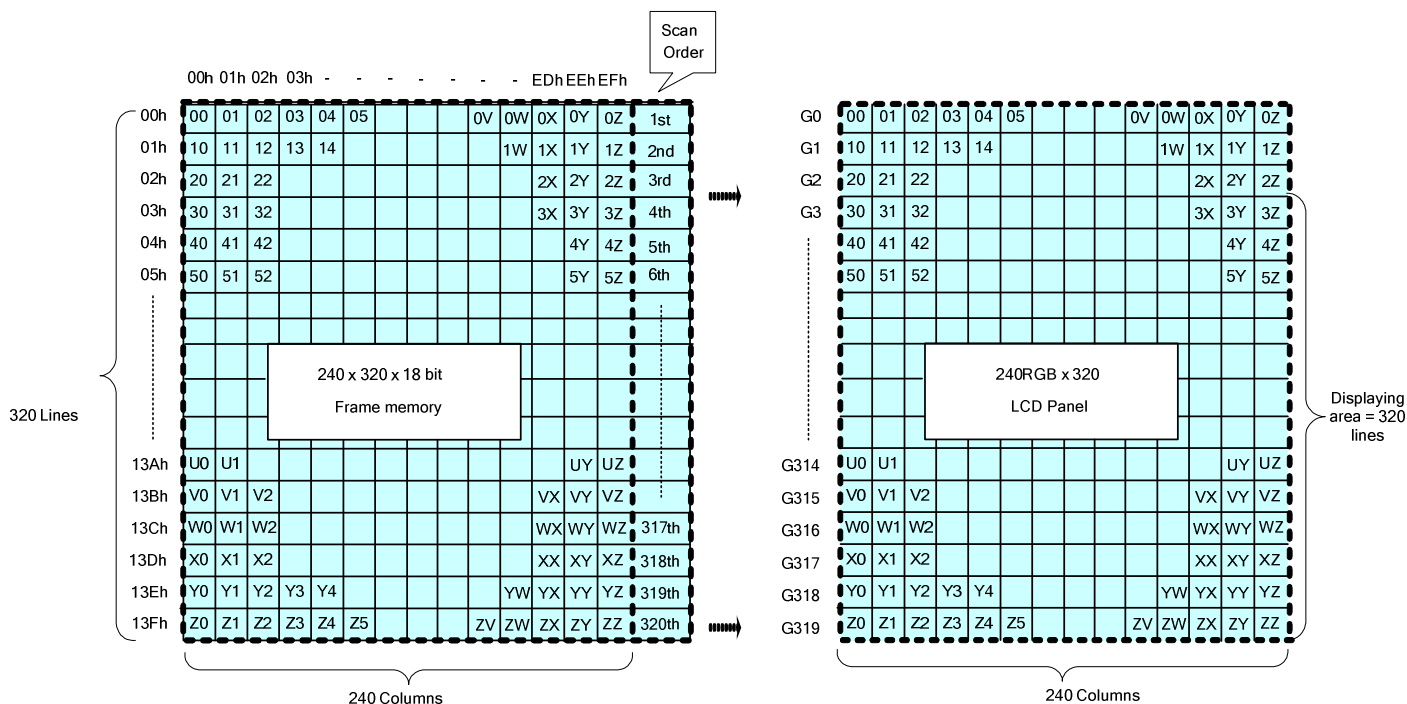 Scan
Order
00h 01h 02h 03h - - - - - - EDh EEh EFh
00h 00 01 02 03 04 05 0V 0W 0X 0Y 0Z 1st
01h 10 11 12 13 14 1W 1X 1Y 1Z 2nd
02h 20 21 22 2X 2Y 2Z 3rd
03h 30 31 32 3X 3Y 3Z 4th
04h 40 41 42 4Y 4Z 5th
05h 50 51 52 5Y 5Z 6th
240 x 320 x 18 bit
Frame memory
320 Lines
13Ah U0 U1 UY UZ
13Bh V0 V1 V2 VX VY VZ
13Ch W0 W1 W2 WX WY WZ 317th
13Dh X0 X1 X2 XX XY XZ 318th
13Eh Y0 Y1 Y2 Y3 Y4 YW YX YY YZ 319th
13Fh Z0 Z1 Z2 Z3 Z4 Z5 ZV ZW ZX ZY ZZ 320th
240 Columns
G0 00 01 02 03 04 05 0V 0W 0X 0Y 0Z
G1 10 11 12 13 14 1W 1X 1Y 1Z
G2 20 21 22 2X 2Y 2Z
G3 30 31 32 3X 3Y 3Z
40 41 42 4Y 4Z
50 51 52 5Y 5Z
240RGB x 320
LCD Panel
Displaying
area = 320
lines
G314 U0 U1 UY UZ
G315 V0 V1 V2 VX VY VZ
G316 W0 W1 W2 WX WY WZ
G317 X0 X1 X2 XX XY XZ
G318 Y0 Y1 Y2 Y3 Y4 YW YX YY YZ
G319 Z0 Z1 Z2 Z3 Z4 Z5 ZV ZW ZX ZY ZZ
240 Columns